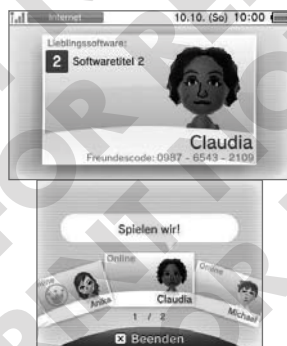 Internet 10.10. (So) 10:00
Lieblingssoftware:
2 Softwaretitel 2
Claudia
Freundescode: 0987 - 6543 - 2109
Spielen wir!
Online
Online
Anika
Claudia
Michael
1 / 2
X Beenden